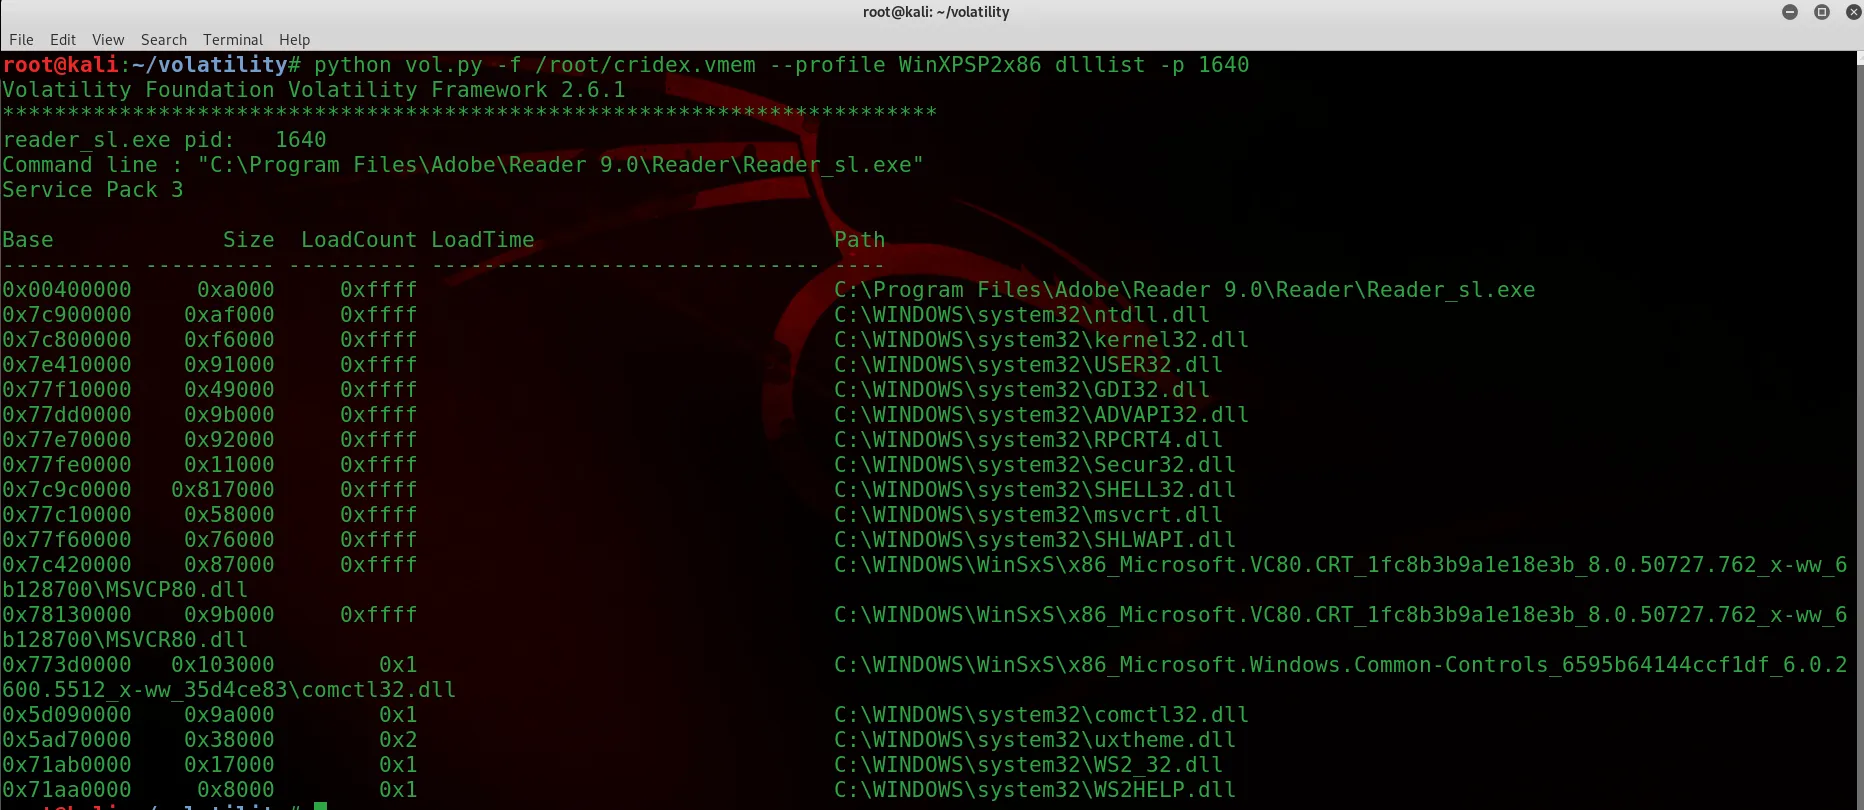 root@kali: ~/volatility
File Edit View Search Terminal Help
root@kali:~/volatility# python vol.py -f /root/cridex.vmem --profile WinXPSP2x86 dlllist -p 1640
Volatility Foundation Volatility Framework 2.6.1
************************************************************************
reader_sl.exe pid:   1640
Command line : "C:\Program Files\Adobe\Reader 9.0\Reader\Reader_sl.exe"
Service Pack 3
Base             Size  LoadCount LoadTime                       Path
---------- ---------- ---------- ------------------------------ ----
0x00400000     0xa000     0xffff                                C:\Program Files\Adobe\Reader 9.0\Reader\Reader_sl.exe
0x7c900000    0xaf000     0xffff                                C:\WINDOWS\system32\ntdll.dll
0x7c800000    0xf6000     0xffff                                C:\WINDOWS\system32\kernel32.dll
0x7e410000    0x91000     0xffff                                C:\WINDOWS\system32\USER32.dll
0x77f10000    0x49000     0xffff                                C:\WINDOWS\system32\GDI32.dll
0x77dd0000    0x9b000     0xffff                                C:\WINDOWS\system32\ADVAPI32.dll
0x77e70000    0x92000     0xffff                                C:\WINDOWS\system32\RPCRT4.dll
0x77fe0000    0x11000     0xffff                                C:\WINDOWS\system32\Secur32.dll
0x7c9c0000   0x817000     0xffff                                C:\WINDOWS\system32\SHELL32.dll
0x77c10000    0x58000     0xffff                                C:\WINDOWS\system32\msvcrt.dll
0x77f60000    0x76000     0xffff                                C:\WINDOWS\system32\SHLWAPI.dll
0x7c420000    0x87000     0xffff                                C:\WINDOWS\WinSxS\x86_Microsoft.VC80.CRT_1fc8b3b9a1e18e3b_8.0.50727.762_x-ww_6
b128700\MSVCP80.dll
0x78130000    0x9b000     0xffff                                C:\WINDOWS\WinSxS\x86_Microsoft.VC80.CRT_1fc8b3b9a1e18e3b_8.0.50727.762_x-ww_6
b128700\MSVCR80.dll
0x773d0000   0x103000        0x1                                C:\WINDOWS\WinSxS\x86_Microsoft.Windows.Common-Controls_6595b64144ccf1df_6.0.2
600.5512_x-ww_35d4ce83\comctl32.dll
0x5d090000    0x9a000        0x1                                C:\WINDOWS\system32\comctl32.dll
0x5ad70000    0x38000        0x2                                C:\WINDOWS\system32\uxtheme.dll
0x71ab0000    0x17000        0x1                                C:\WINDOWS\system32\WS2_32.dll
0x71aa0000     0x8000        0x1                                C:\WINDOWS\system32\WS2HELP.dll